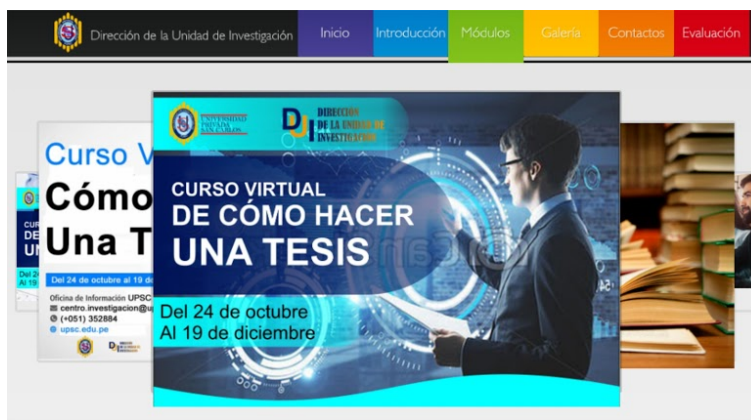 Dirección de la Unidad de Investigación
Inicio
Introducción
Módulos
Galería
Contactos
Evaluación
UNIVERSIDAD
PRIVADA
SAN CARLOS
DUI
DIRECCIÓN
DE LA UNIDAD DE
INVESTIGACIÓN
CURSO VIRTUAL
DE CÓMO HACER
UNA TESIS
Del 24 de octubre
Al 19 de diciembre
Curso V
Cómo
Una T
Del 24 de octubre al 19 de
Oficina de Información UPSC
centro.investigacion@up
(+051) 352884
upsc.edu.pe